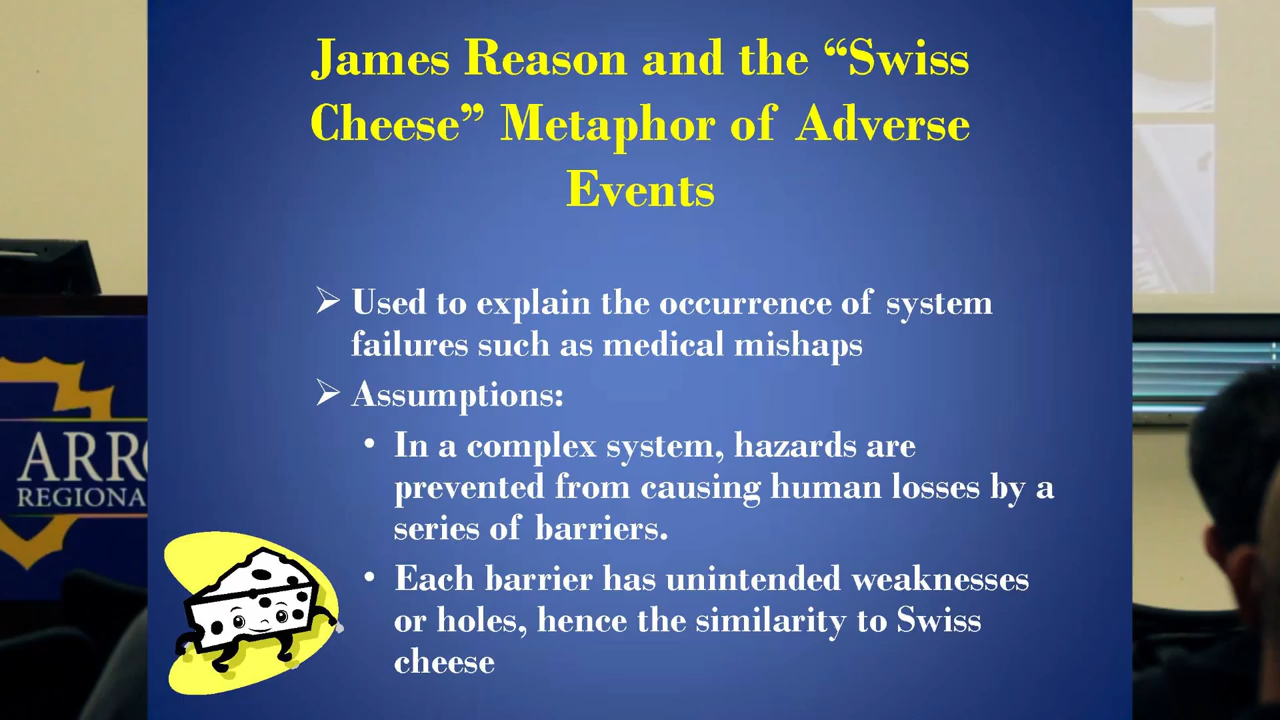 James Reason and the “Swiss
Cheese” Metaphor of Adverse
Events
Used to explain the occurrence of system
failures such as medical mishaps
Assumptions:
In a complex system, hazards are
prevented from causing human losses by a
series of barriers.
Each barrier has unintended weaknesses
or holes, hence the similarity to Swiss
cheese